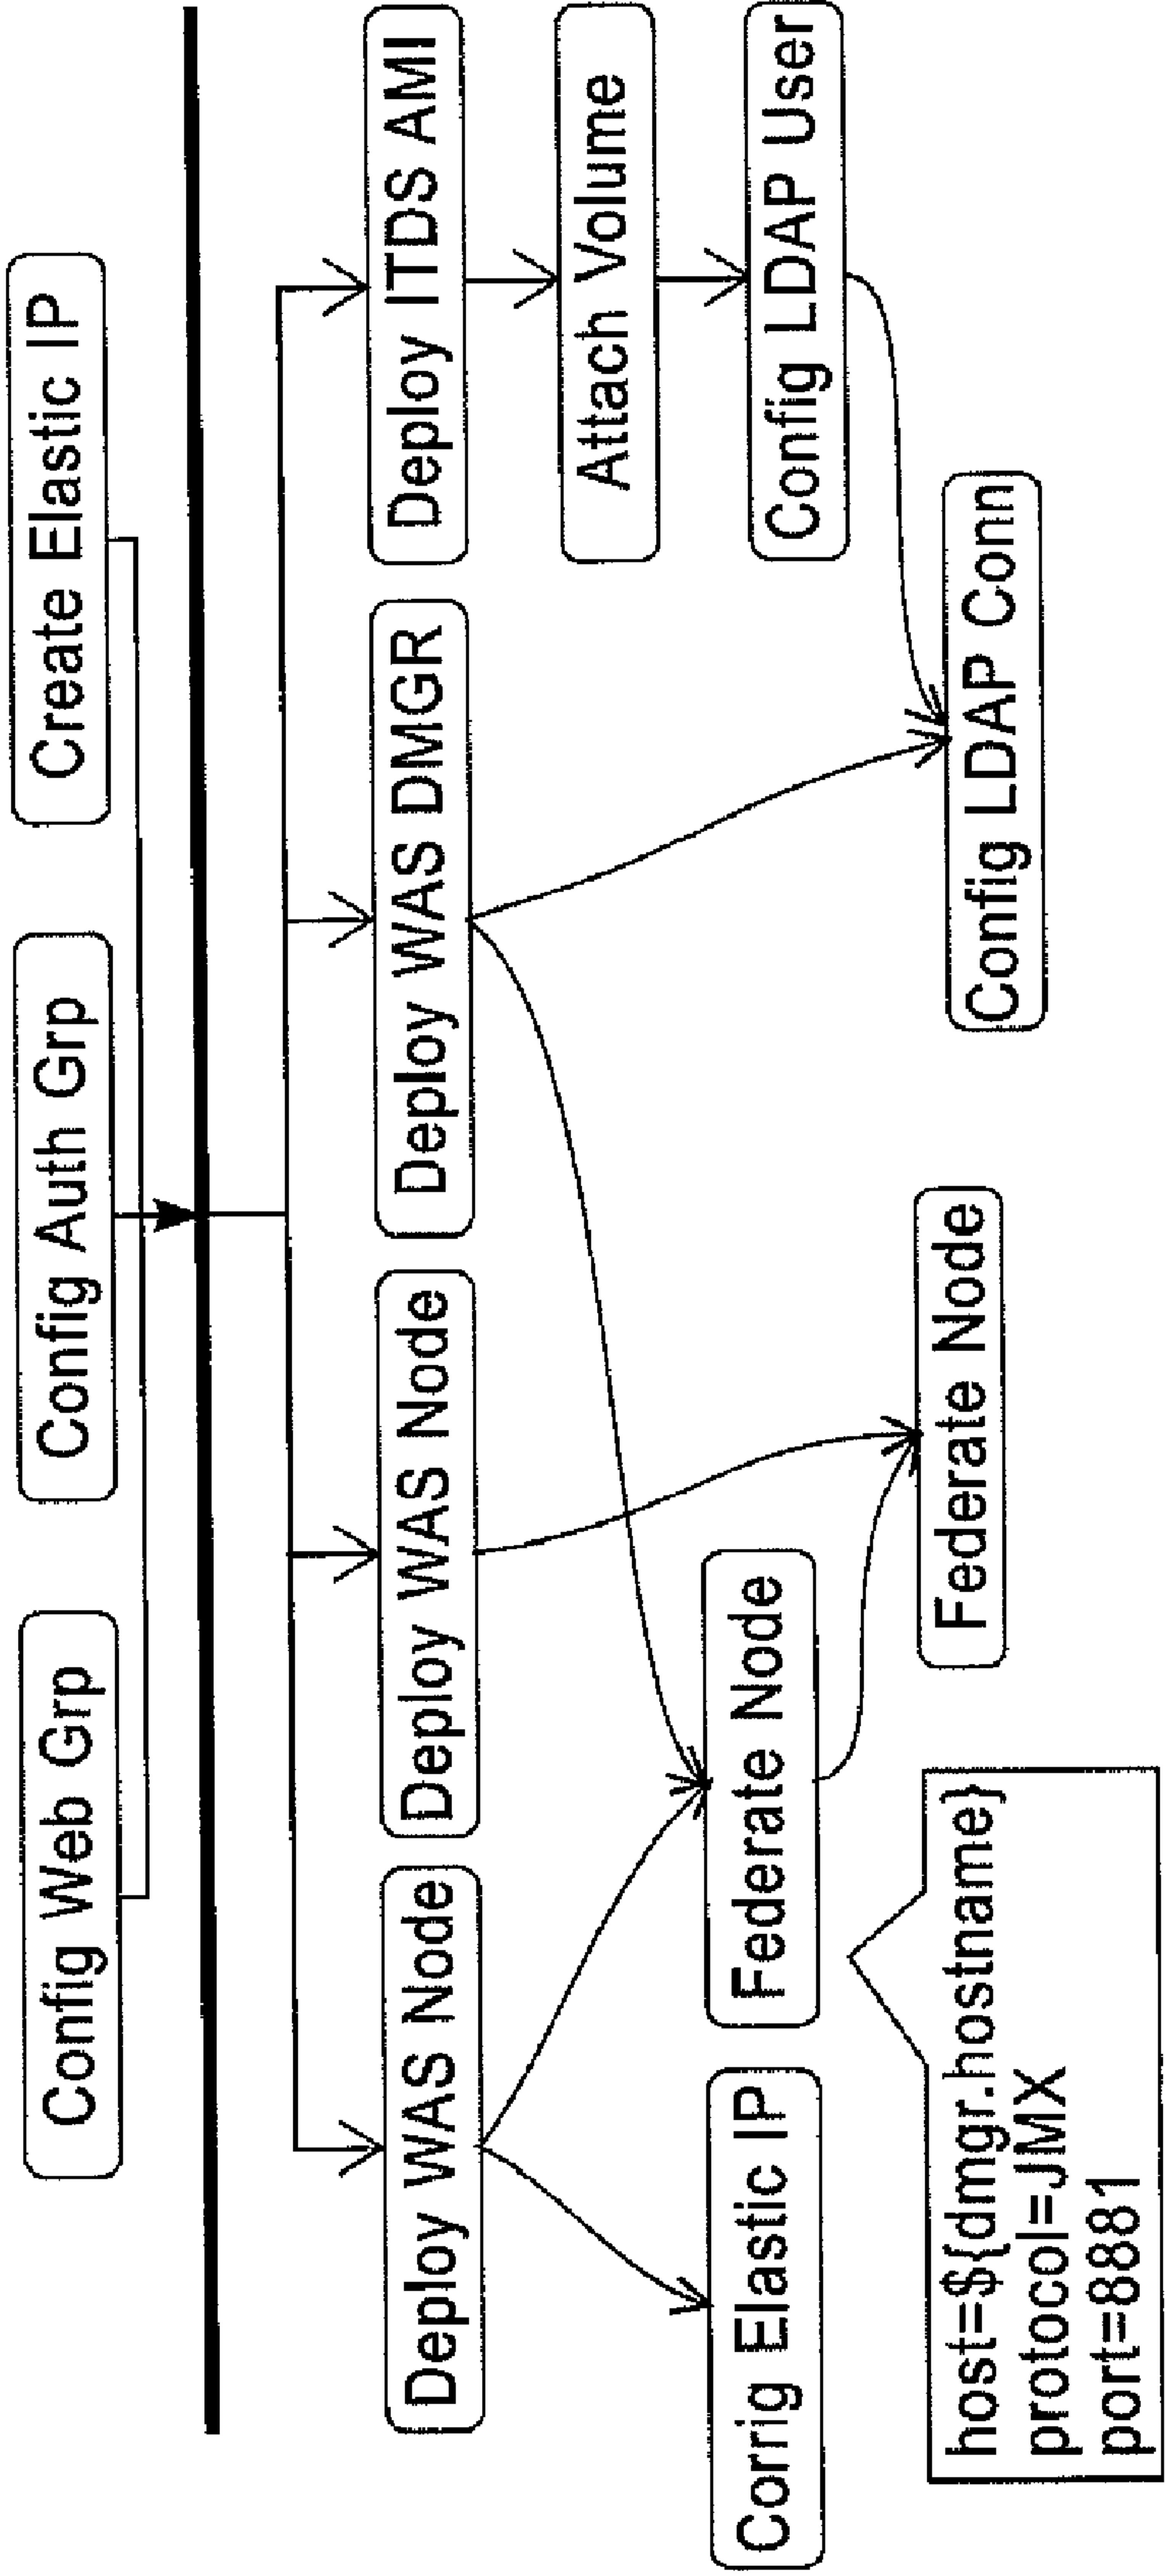 Config Web Grp
Config Auth Grp
Create Elastic IP
Deploy WAS Node
Deploy WAS Node
Deploy WAS DMGR
Deploy ITDS AMI
Attach Volume
Corrig Elastic IP
Federate Node
Config LDAP User
Federate Node
Config LDAP Conn
host=${dmgr.hostname}
protocol=JMX
port=8881